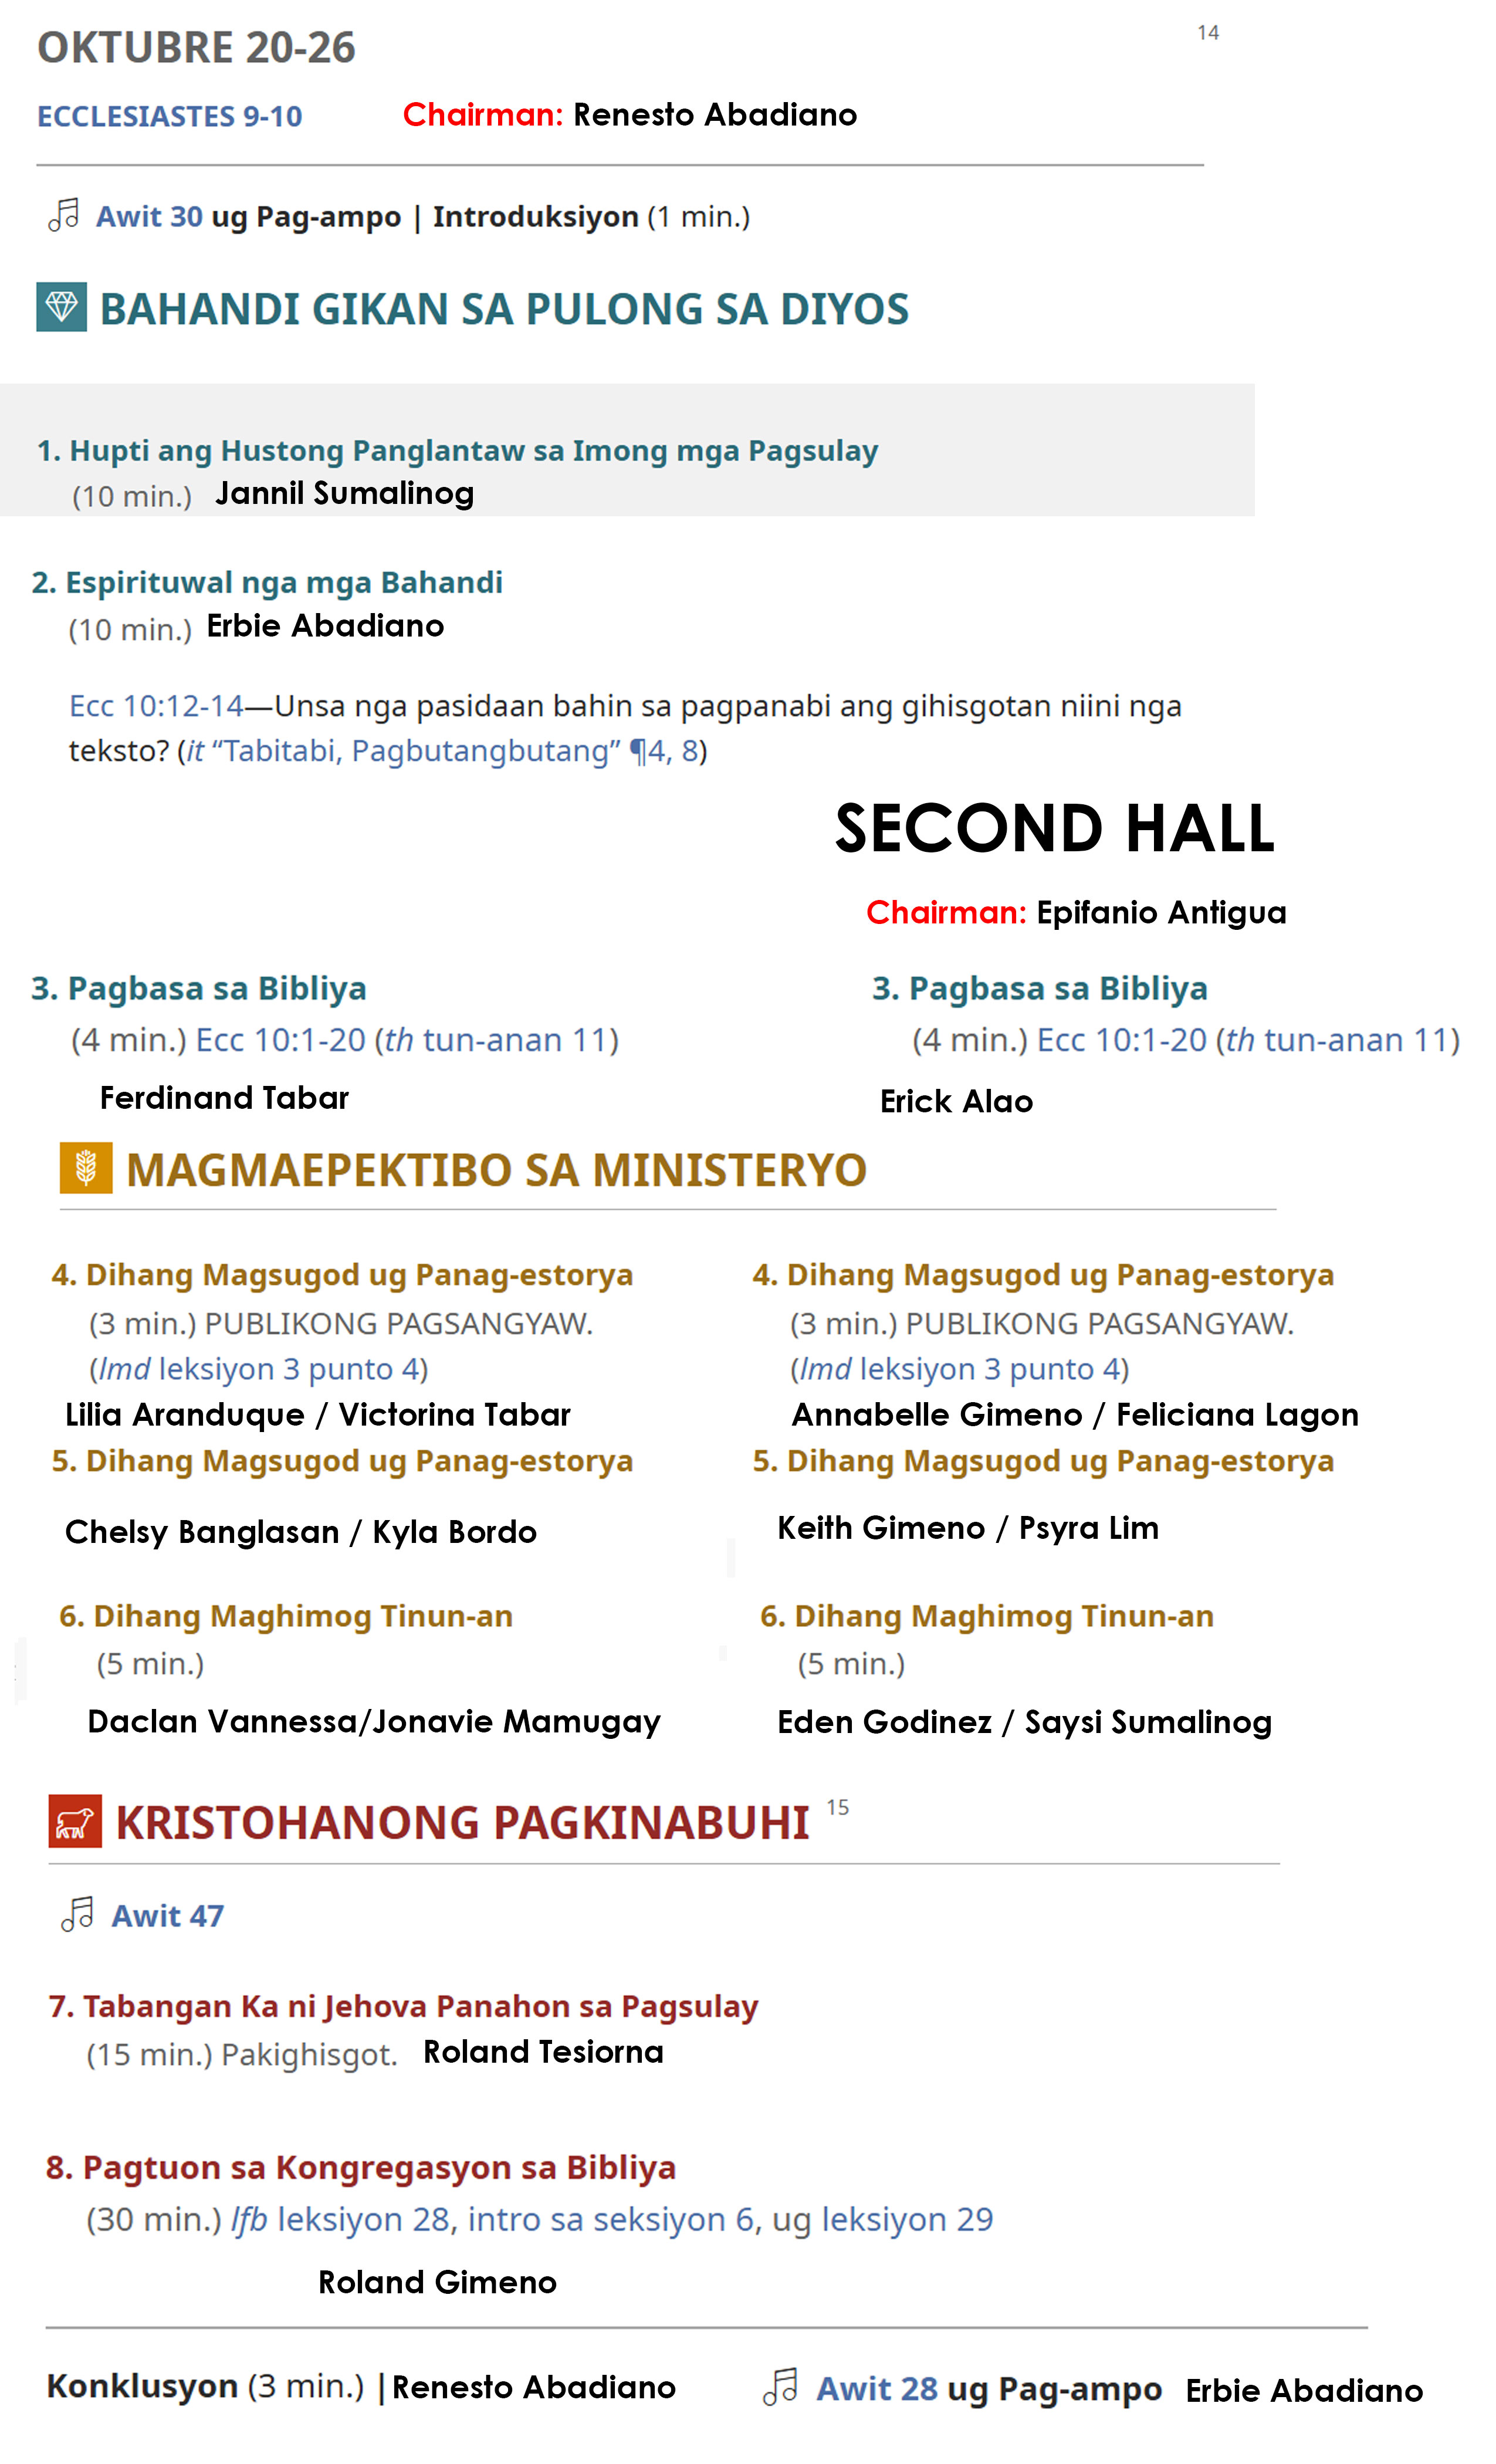 OKTUBRE 20-26
14
ECCLESIASTES 9-10
Chairman: Renesto Abadiano
Awit 30 ug Pag-ampo | Introduksiyon (1 min.)
BAHANDI GIKAN SA PULONG SA DIYOS
1. Hupti ang Hustong Panglantaw sa Imong mga Pagsulay
(10 min.) Jannil Sumalinog
2. Espirituwal nga mga Bahandi
(10 min.) Erbie Abadiano
Ecc 10:12-14—Unsa nga pasidaan bahin sa pagpanabi ang gihisgotan niini nga
teksto? (it “Tabitabi, Pagbutangbutang” ¶4, 8)
SECOND HALL
Chairman: Epifanio Antigua
3. Pagbasa sa Bibliya
(4 min.) Ecc 10:1-20 (th tun-anan 11)
Ferdinand Tabar
3. Pagbasa sa Bibliya
(4 min.) Ecc 10:1-20 (th tun-anan 11)
Erick Alao
MAGMAEPEKTIBO SA MINISTERYO
4. Dihang Magsugod ug Panag-estorya
(3 min.) PUBLIKONG PAGSANGYAW.
(lmd leksiyon 3 punto 4)
Lilia Aranduque / Victorina Tabar
5. Dihang Magsugod ug Panag-estorya
Chelsy Banglasan / Kyla Bordo
6. Dihang Maghimog Tinun-an
(5 min.)
Daclan Vannessa/Jonavie Mamugay
4. Dihang Magsugod ug Panag-estorya
(3 min.) PUBLIKONG PAGSANGYAW.
(lmd leksiyon 3 punto 4)
Annabelle Gimeno / Feliciana Lagon
5. Dihang Magsugod ug Panag-estorya
Keith Gimeno / Psyra Lim
6. Dihang Maghimog Tinun-an
(5 min.)
Eden Godinez / Saysi Sumalinog
KRISTOHANONG PAGKINABUHI 15
Awit 47
7. Tabangan Ka ni Jehova Panahon sa Pagsulay
(15 min.) Pakighisgot. Roland Tesiorna
8. Pagtuon sa Kongregasyon sa Bibliya
(30 min.) lfb leksiyon 28, intro sa seksiyon 6, ug leksiyon 29
Roland Gimeno
Konklusyon (3 min.) |Renesto Abadiano
Awit 28 ug Pag-ampo Erbie Abadiano